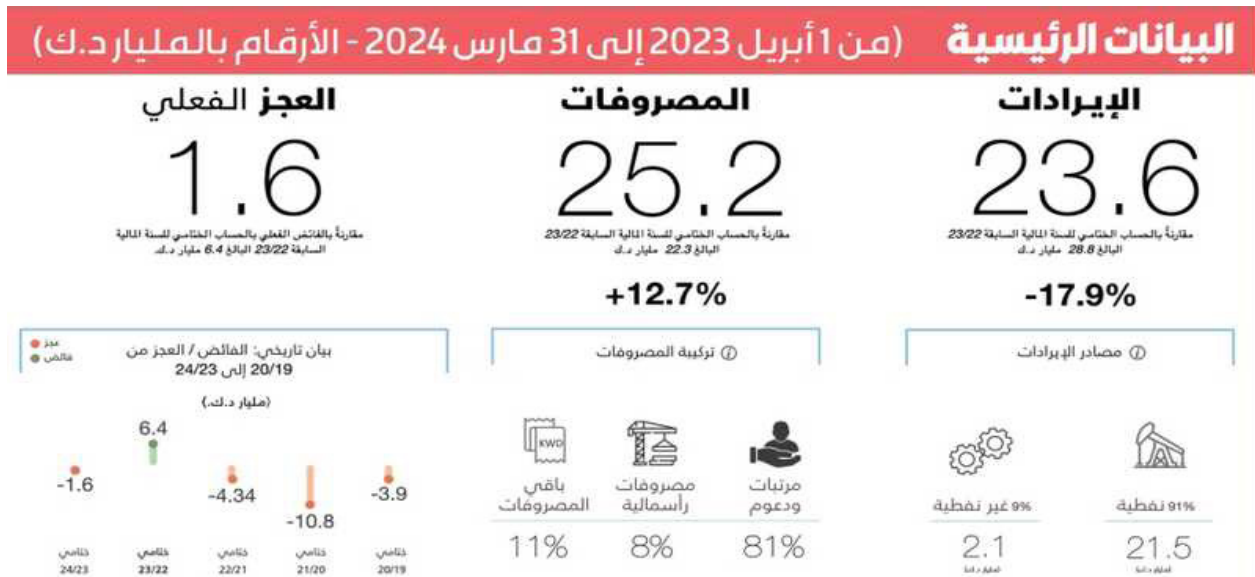 البيانات الرئيسية (من 1 أبريل 2023 إلى 31 مارس 2024 - الأرقام بالمليار د.ك)
الإيرادات
23.6
مقارنةً بالحساب الختامي للسنة المالية السابقة 23/22
البالغ 28.8 مليار د.ك
-17.9%
مصادر الإيرادات
91% نفطية
21.5
(مليار د.ك)
9% غير نفطية
2.1
(مليار د.ك)
المصروفات
25.2
مقارنةً بالحساب الختامي للسنة المالية السابقة 23/22
البالغ 22.3 مليار د.ك
+12.7%
تركيبة المصروفات
مرتبات
ودعوم
81%
مصروفات
رأسمالية
8%
KWD
باقي
المصروفات
11%
العجز الفعلي
1.6
مقارنةً بالفائض الفعلي بالحساب الختامي للسنة المالية
السابقة 23/22 البالغ 6.4 مليار د.ك
بيان تاريخي: الفائض / العجز من
20/19 إلى 24/23
(مليار د.ك.)
عجز
فائض
-3.9
-10.8
-4.34
6.4
-1.6
ختامي
20/19
ختامي
21/20
ختامي
22/21
ختامي
23/22
ختامي
24/23